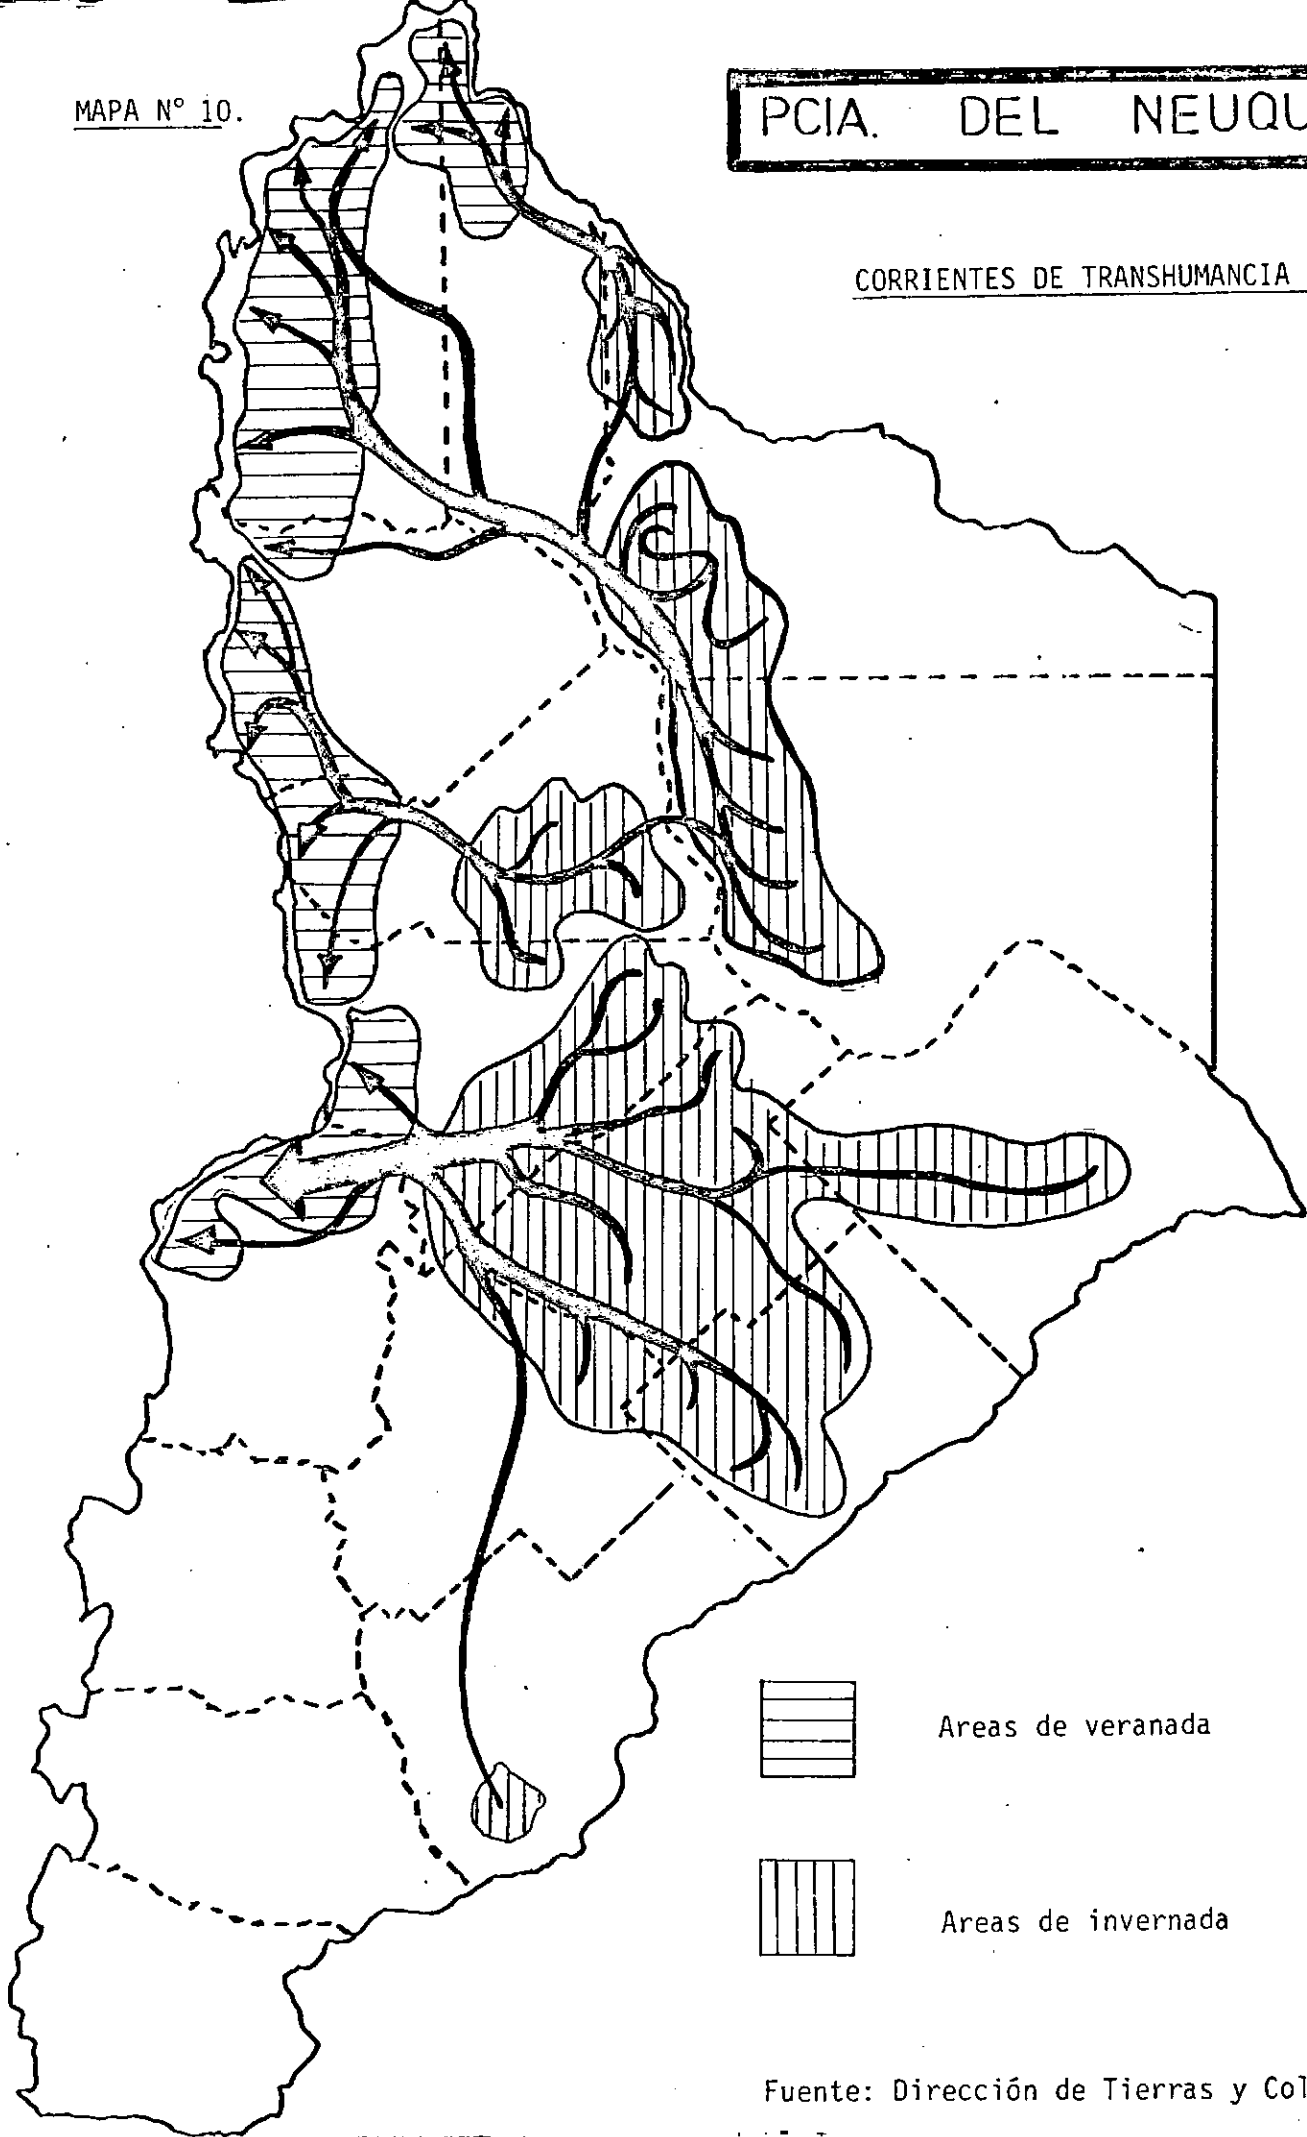 MAPA N° 10.
PCIA. DEL NEUQU
CORRIENTES DE TRANSHUMANCIA
Areas de veranada
Areas de invernada
Fuente: Dirección de Tierras y Col